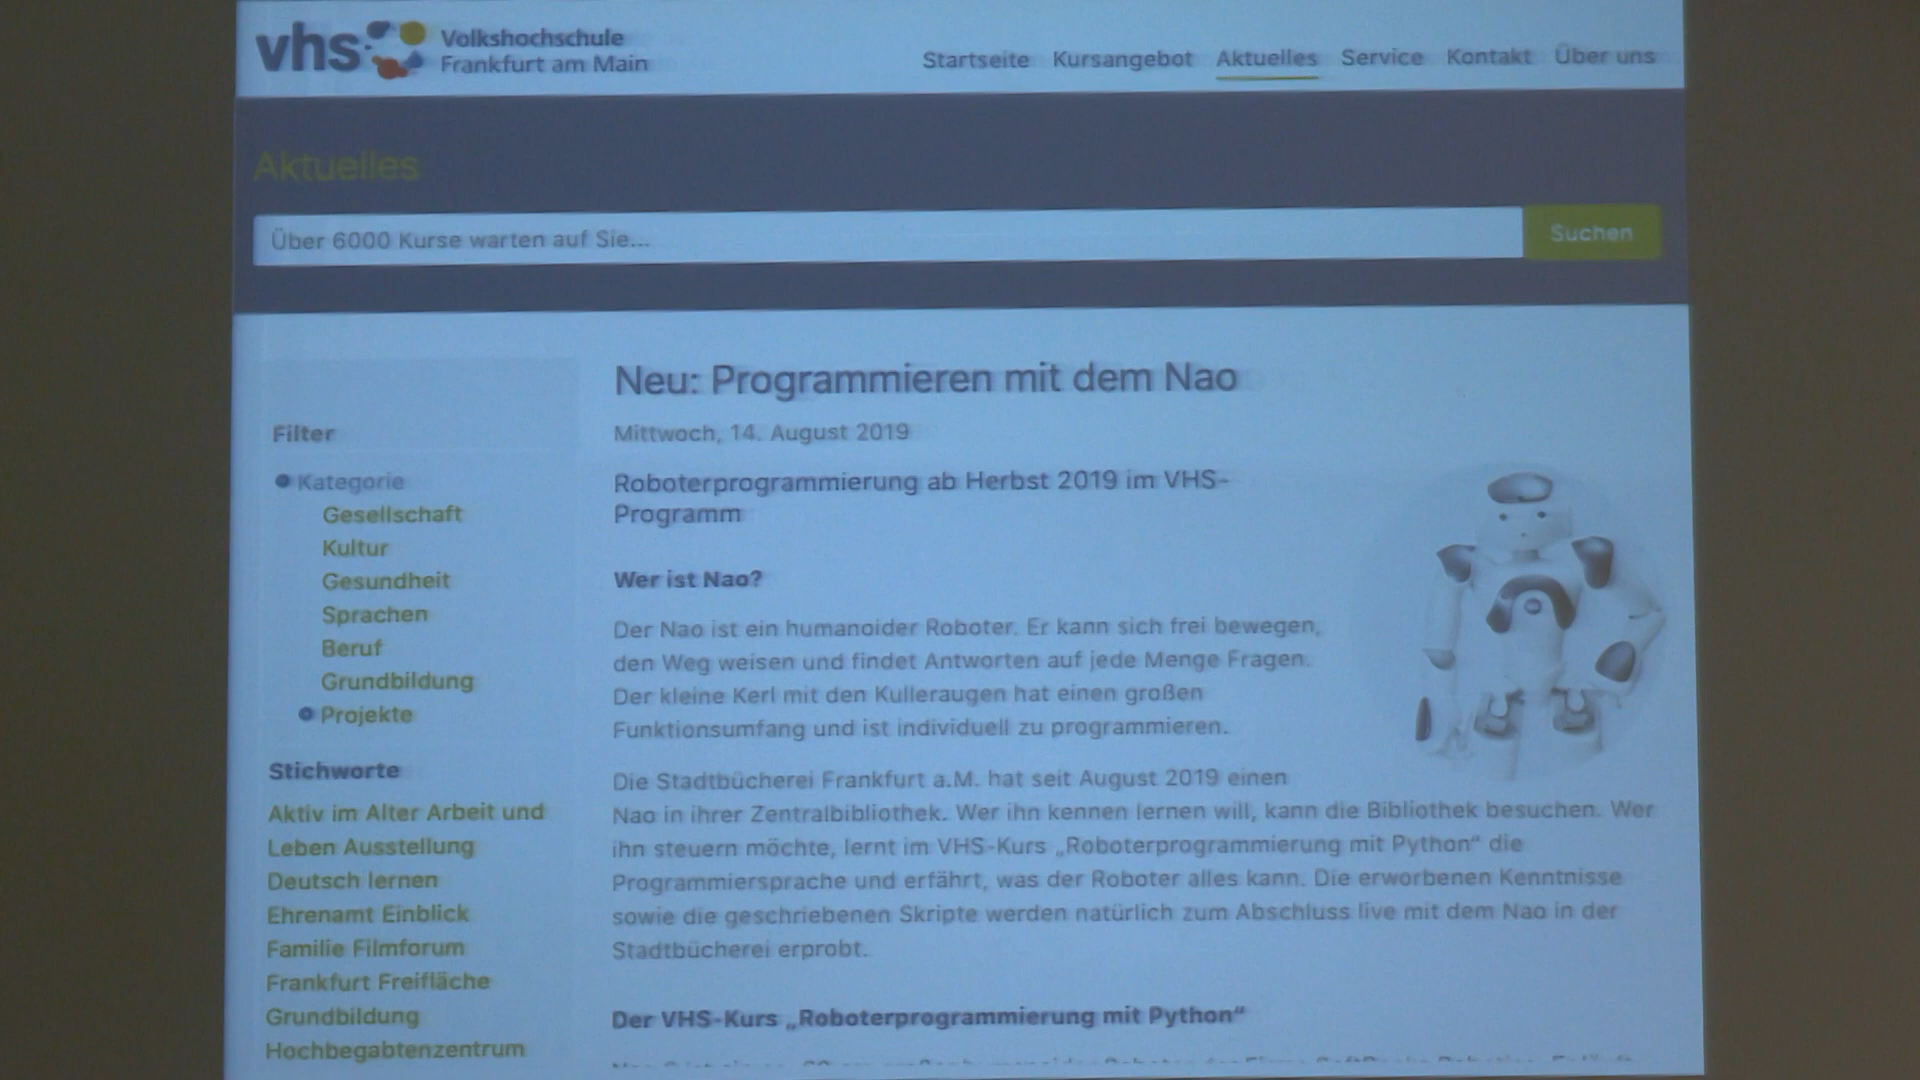 vhs
Volkshochschule
Frankfurt am Main
Startseite Kursangebot Aktuelles Service Kontakt Über uns
Aktuelles
Über 6000 Kurse warten auf Sie...
Suchen
Filter
Kategorie
Gesellschaft
Kultur
Gesundheit
Sprachen
Beruf
Grundbildung
Projekte
Stichworte
Aktiv im Alter Arbeit und
Leben Ausstellung
Deutsch lernen
Ehrenamt Einblick
Familie Filmforum
Frankfurt Freifläche
Grundbildung
Hochbegabtenzentrum
Neu: Programmieren mit dem Nao
Mittwoch, 14. August 2019
Roboterprogrammierung ab Herbst 2019 im VHS-
Programm
Wer ist Nao?
Der Nao ist ein humanoider Roboter. Er kann sich frei bewegen,
den Weg weisen und findet Antworten auf jede Menge Fragen.
Der kleine Kerl mit den Kulleraugen hat einen großen
Funktionsumfang und ist individuell zu programmieren.
Die Stadtbücherei Frankfurt a.M. hat seit August 2019 einen
Nao in ihrer Zentralbibliothek. Wer ihn kennen lernen will, kann die Bibliothek besuchen. Wer
ihn steuern möchte, lernt im VHS-Kurs „Roboterprogrammierung mit Python“ die
Programmiersprache und erfährt, was der Roboter alles kann. Die erworbenen Kenntnisse
sowie die geschriebenen Skripte werden natürlich zum Abschluss live mit dem Nao in der
Stadtbücherei erprobt.
Der VHS-Kurs „Roboterprogrammierung mit Python“